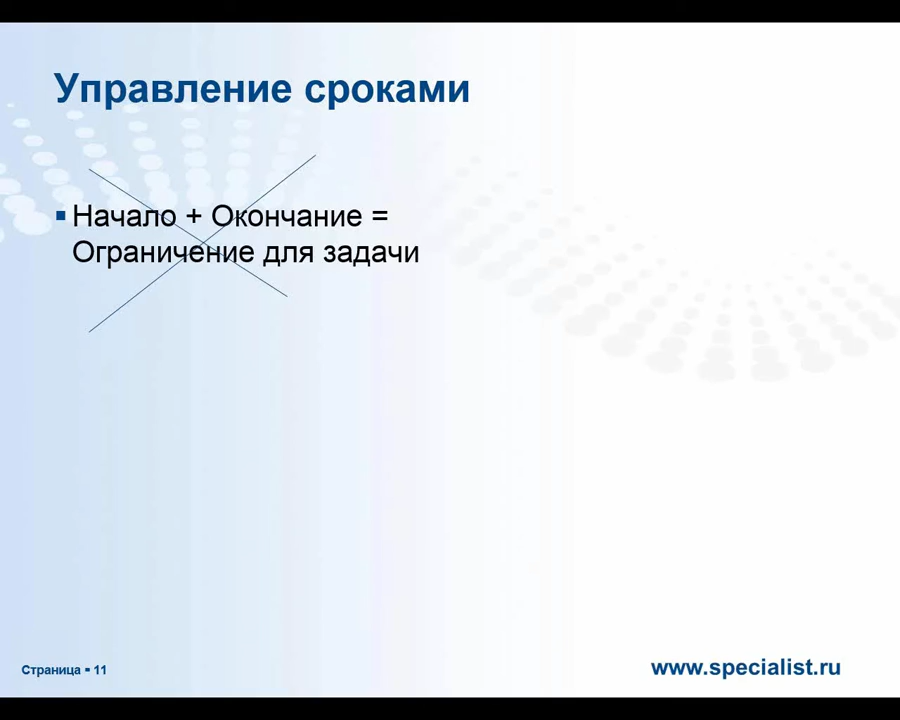 Управление сроками
Начало + Окончание =
Ограничение для задачи
Страница ▪ 11
www.specialist.ru